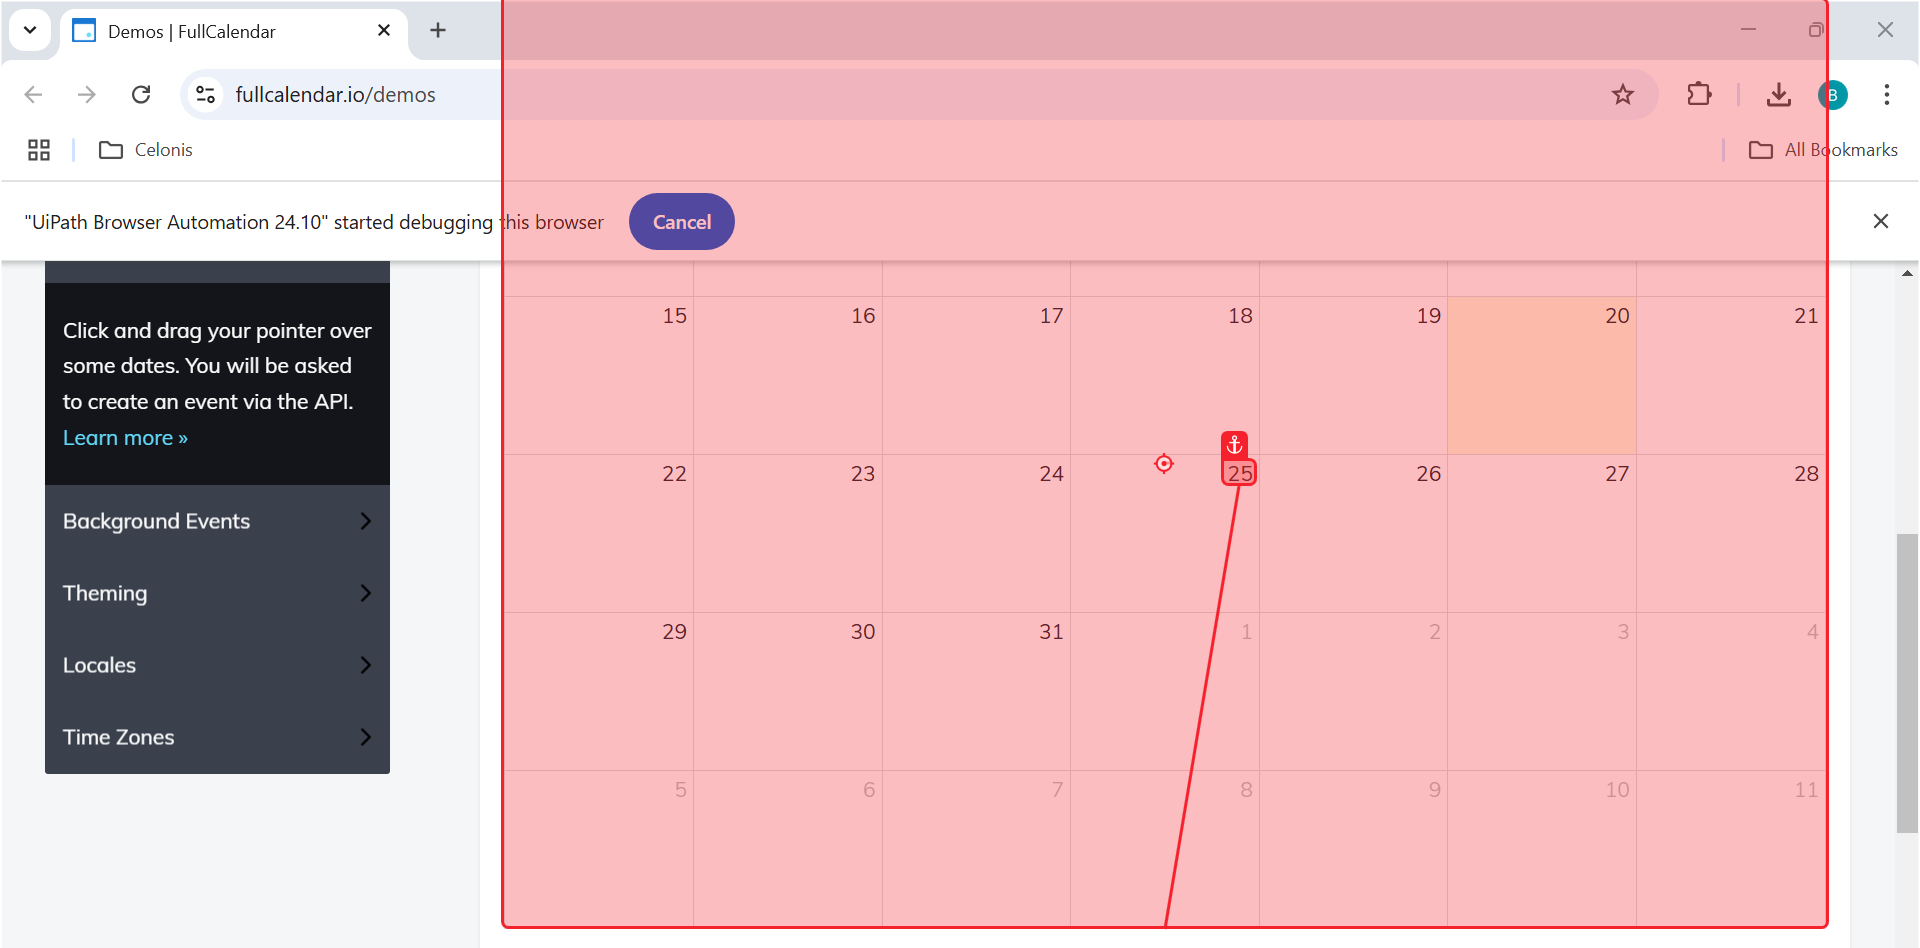 Demos | FullCalendar
fullcalendar.io/demos
B
Celonis
All Bookmarks
"UiPath Browser Automation 24.10" started debugging this browser
Cancel
Click and drag your pointer over
some dates. You will be asked
to create an event via the API.
Learn more »
Background Events
Theming
Locales
Time Zones
15 16 17 18 19 20 21
22 23 24 25 26 27 28
29 30 31 1 2 3 4
5 6 7 8 9 10 11